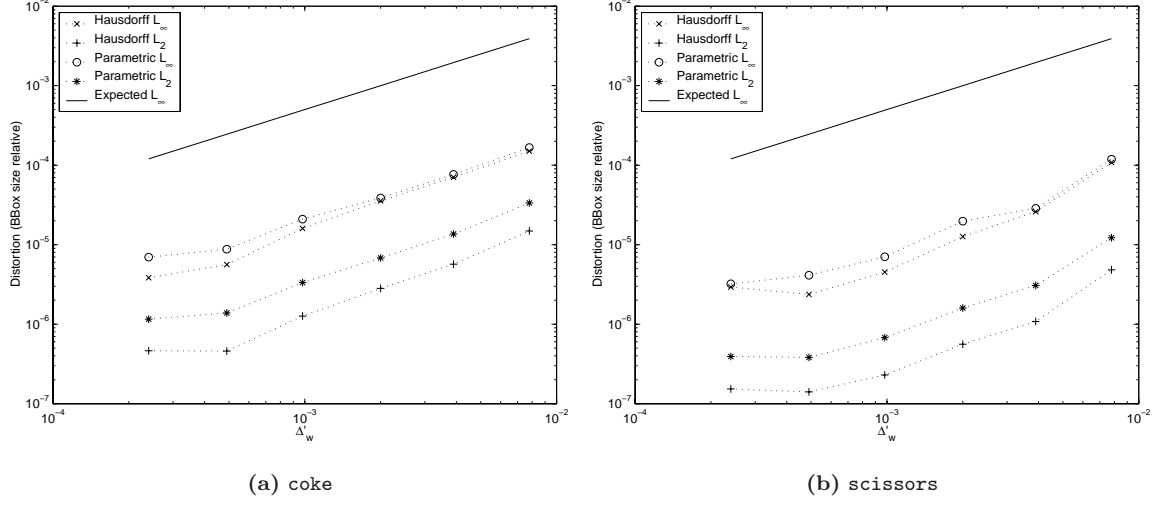 10⁻²
10⁻³
10⁻⁴
10⁻⁵
10⁻⁶
10⁻⁷
Distortion (BBox size relative)
Hausdorff L∞
Hausdorff L₂
Parametric L∞
Parametric L₂
Expected L∞
10⁻⁴
10⁻³
10⁻²
Δ'w
(a) coke
10⁻²
10⁻³
10⁻⁴
10⁻⁵
10⁻⁶
10⁻⁷
Distortion (BBox size relative)
Hausdorff L∞
Hausdorff L₂
Parametric L∞
Parametric L₂
Expected L∞
10⁻⁴
10⁻³
10⁻²
Δ'w
(b) scissors